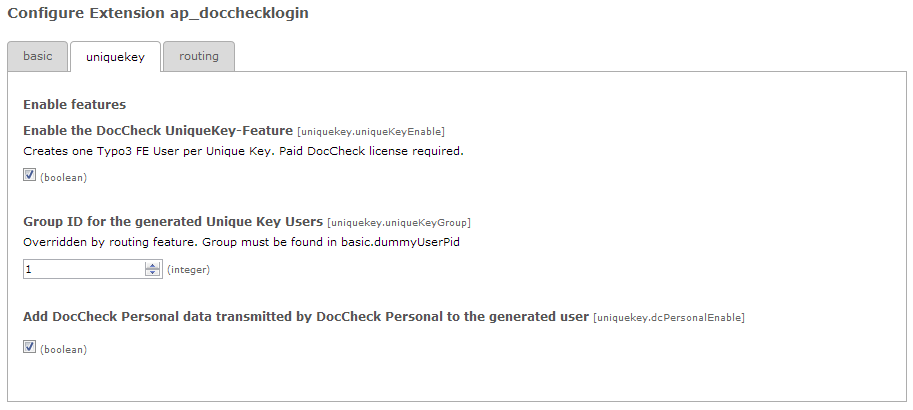 Configure Extension ap_docchecklogin
basic
uniquekey
routing
Enable features
Enable the DocCheck UniqueKey-Feature [uniquekey.uniqueKeyEnable]
Creates one Typo3 FE User per Unique Key. Paid DocCheck license required.
(boolean)
Group ID for the generated Unique Key Users [uniquekey.uniqueKeyGroup]
Overridden by routing feature. Group must be found in basic.dummyUserPid
1 (integer)
Add DocCheck Personal data transmitted by DocCheck Personal to the generated user [uniquekey.dcPersonalEnable]
(boolean)